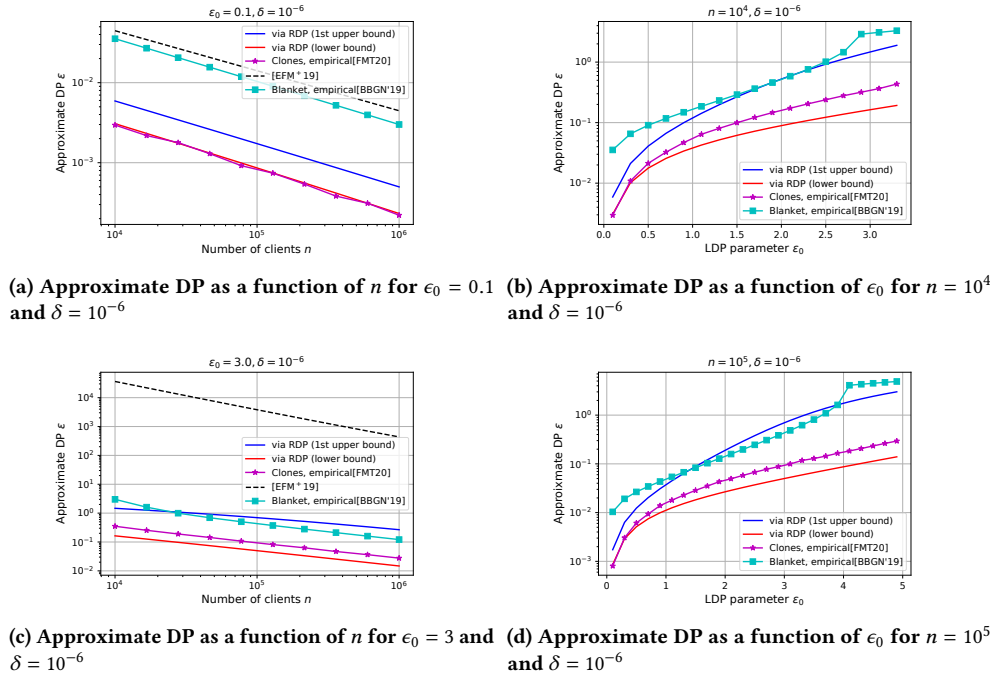 ε₀ = 0.1, δ = 10⁻⁶
10⁻²
10⁻³
Approximate DP ε
via RDP (1st upper bound)
via RDP (lower bound)
Clones, empirical[FMT20]
[EFM⁺19]
Blanket, empirical[BBGN'19]
10⁴
10⁵
10⁶
Number of clients n
(a) Approximate DP as a function of n for ϵ₀ = 0.1
and δ = 10⁻⁶
n = 10⁴, δ = 10⁻⁶
10¹
10⁰
10⁻¹
10⁻²
Approixmate DP ε
via RDP (1st upper bound)
via RDP (lower bound)
Clones, empirical[FMT20]
Blanket, empirical[BBGN'19]
0.0 0.5 1.0 1.5 2.0 2.5 3.0
LDP parameter ε₀
(b) Approximate DP as a function of ϵ₀ for n = 10⁴
and δ = 10⁻⁶
ε₀ = 3.0, δ = 10⁻⁶
10⁴
10³
10²
10¹
10⁰
10⁻¹
10⁻²
Approximate DP ε
via RDP (1st upper bound)
via RDP (lower bound)
Clones, empirical[FMT20]
[EFM⁺19]
Blanket, empirical[BBGN'19]
10⁴
10⁵
10⁶
Number of clients n
(c) Approximate DP as a function of n for ϵ₀ = 3 and
δ = 10⁻⁶
n = 10⁵, δ = 10⁻⁶
10⁰
10⁻¹
10⁻²
10⁻³
Approximate DP ε
via RDP (1st upper bound)
via RDP (lower bound)
Clones, empirical[FMT20]
Blanket, empirical[BBGN'19]
0 1 2 3 4 5
LDP parameter ε₀
(d) Approximate DP as a function of ϵ₀ for n = 10⁵
and δ = 10⁻⁶